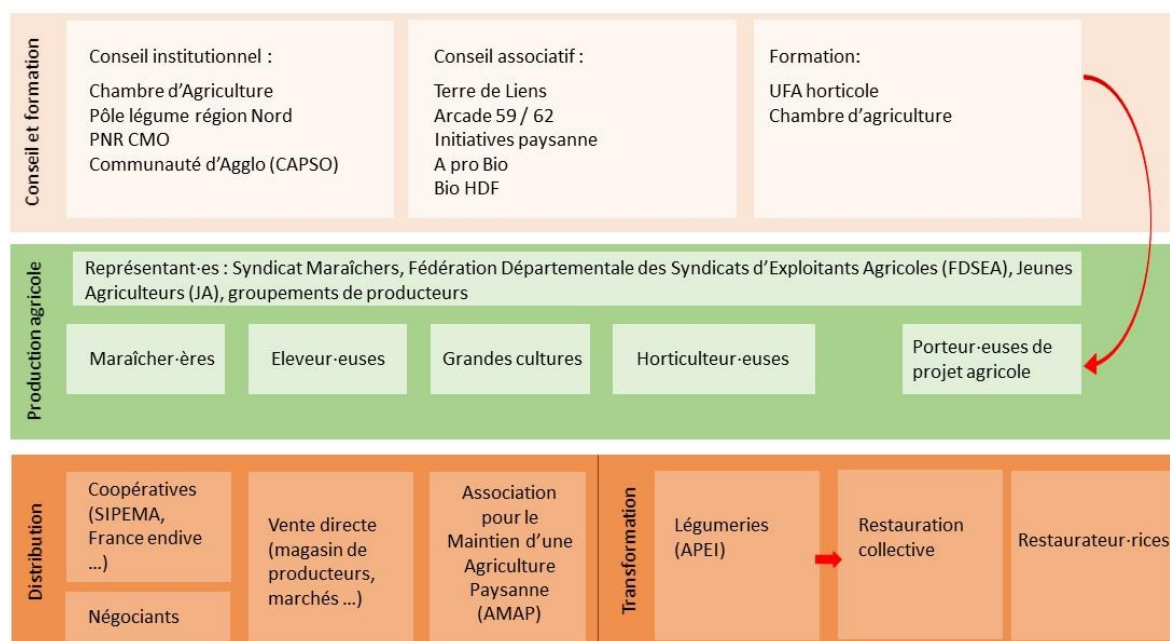 Conseil et formation
Conseil institutionnel :
Chambre d'Agriculture
Pôle légume région Nord
PNR CMO
Communauté d'Agglo (CAPSO)
Conseil associatif :
Terre de Liens
Arcade 59 / 62
Initiatives paysanne
A pro Bio
Bio HDF
Formation:
UFA horticole
Chambre d'agriculture
Production agricole
Représentant·es : Syndicat Maraîchers, Fédération Départementale des Syndicats d'Exploitants Agricoles (FDSEA), Jeunes
Agriculteurs (JA), groupements de producteurs
Maraîcher·ères
Eleveur·euses
Grandes cultures
Horticulteur·euses
Porteur·euses de
projet agricole
Distribution
Coopératives
(SIPEMA,
France endive
...)
Négociants
Vente directe
(magasin de
producteurs,
marchés ...)
Association
pour le
Maintien d'une
Agriculture
Paysanne
(AMAP)
Transformation
Légumeries
(APEI)
Restauration
collective
Restaurateur·rices